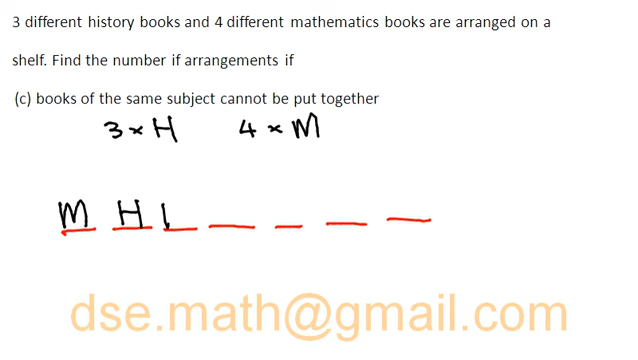 3 different history books and 4 different mathematics books are arranged on a
shelf. Find the number if arrangements if
(c) books of the same subject cannot be put together
3 × H 4 × M
M H
dse.math@gmail.com